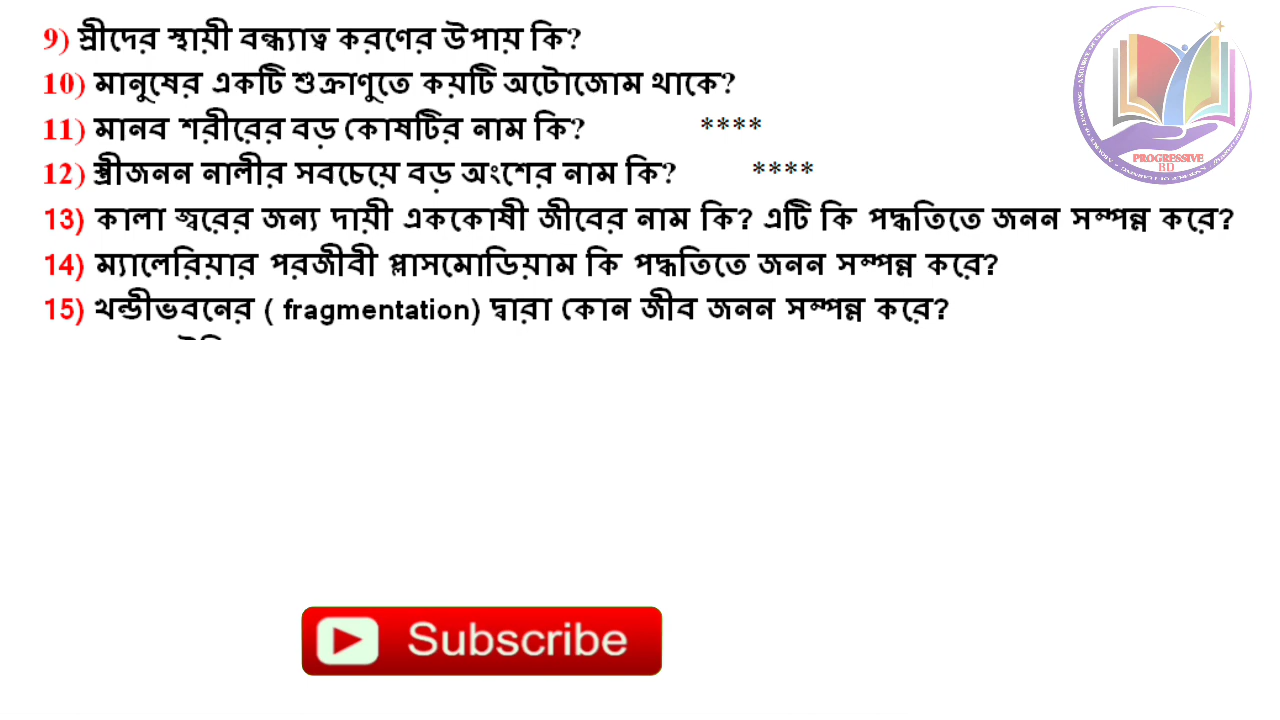 9) স্রীদের স্থায়ী বন্ধ্যাত্ব করণের উপায় কি?
10) মানুষের একটি শুক্রাণুতে কয়টি অটোজোম থাকে?
11) মানব শরীরের বড় কোষটির নাম কি? ****
12) স্ত্রীজনন নালীর সবচেয়ে বড় অংশের নাম কি? ****
13) কালা জ্বরের জন্য দায়ী এককোষী জীবের নাম কি? এটি কি পদ্ধতিতে জনন সম্পন্ন করে?
14) ম্যালেরিয়ার পরজীবী প্লাসমোডিয়াম কি পদ্ধতিতে জনন সম্পন্ন করে?
15) খন্ডীভবনের ( fragmentation) দ্বারা কোন জীব জনন সম্পন্ন করে?
PROGRESSIVE
BD
Subscribe